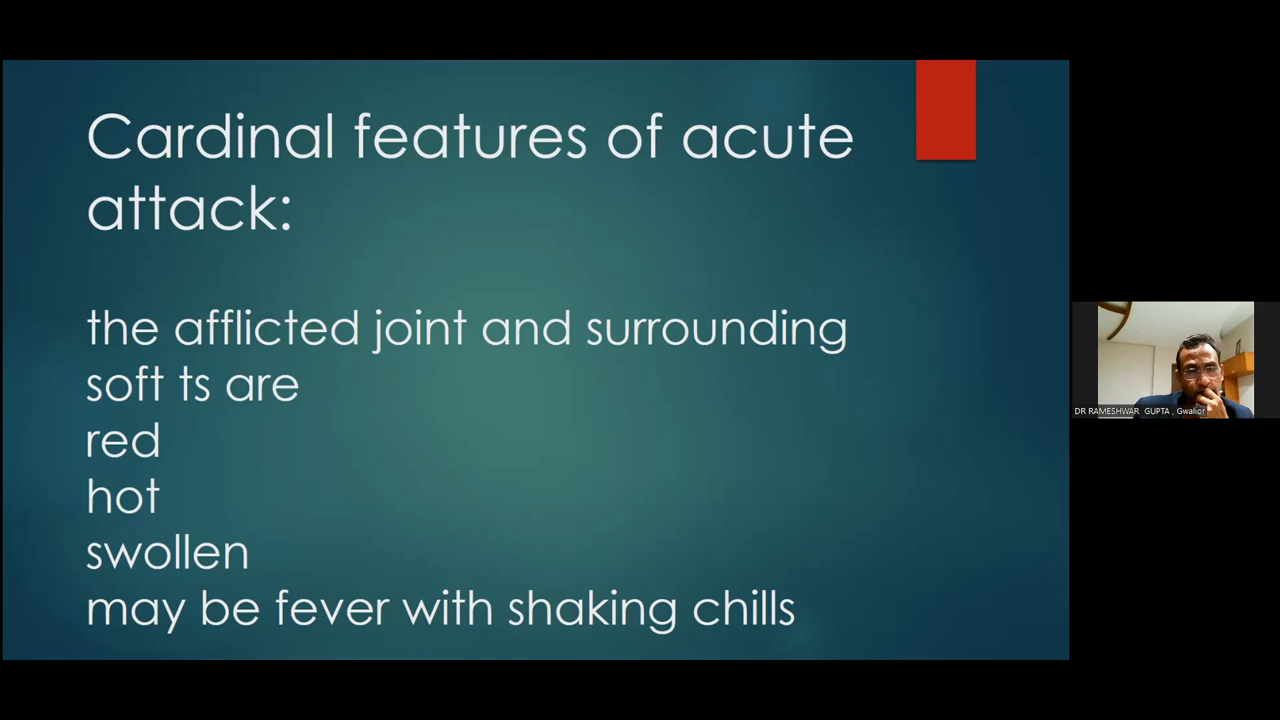 Cardinal features of acute
attack:
the afflicted joint and surrounding
soft ts are
red
hot
swollen
may be fever with shaking chills
DR RAMESHWAR GUPTA , Gwalior